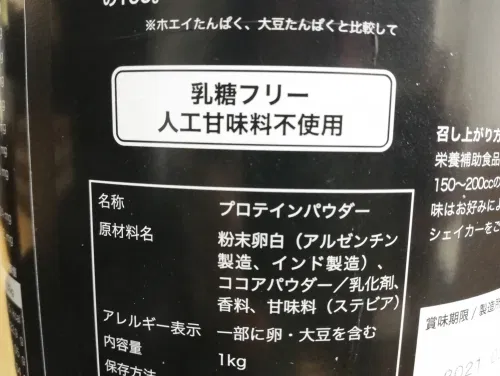 ※ホエイたんぱく、大豆たんぱくと比較して
乳糖フリー
人工甘味料不使用
名称 プロテインパウダー
原材料名 粉末卵白（アルゼンチン
製造、インド製造）、
ココアパウダー／乳化剤、
香料、甘味料（ステビア）
アレルギー表示 一部に卵・大豆を含む
内容量 1kg
保存方法
召し上がり方
栄養補助食品
150〜200ccの
味はお好みによ
シェイカーをご
賞味期限／製造
2021